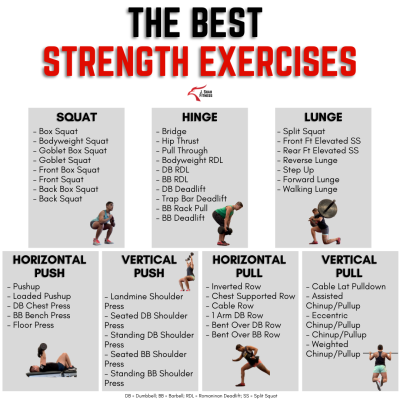 THE BEST
STRENGTH EXERCISES
Team
Fitness
SQUAT
- Box Squat
- Bodyweight Squat
- Goblet Box Squat
- Goblet Squat
- Front Box Squat
- Front Squat
- Back Box Squat
- Back Squat
HINGE
- Bridge
- Hip Thrust
- Pull Through
- Bodyweight RDL
- DB RDL
- BB RDL
- DB Deadlift
- Trap Bar Deadlift
- BB Rack Pull
- BB Deadlift
LUNGE
- Split Squat
- Front Ft Elevated SS
- Rear Ft Elevated SS
- Reverse Lunge
- Step Up
- Forward Lunge
- Walking Lunge
HORIZONTAL
PUSH
- Pushup
- Loaded Pushup
- DB Chest Press
- BB Bench Press
- Floor Press
VERTICAL
PUSH
- Landmine Shoulder
Press
- Seated DB Shoulder
Press
- Standing DB Shoulder
Press
- Seated BB Shoulder
Press
- Standing BB Shoulder
Press
HORIZONTAL
PULL
- Inverted Row
- Chest Supported Row
- Cable Row
- 1 Arm DB Row
- Bent Over DB Row
- Bent Over BB Row
VERTICAL
PULL
- Cable Lat Pulldown
- Assisted
Chinup/Pullup
- Eccentric
Chinup/Pullup
- Chinup/Pullup
- Weighted
Chinup/Pullup
DB = Dumbbell; BB = Barbell; RDL = Romaninan Deadlift; SS = Split Squat